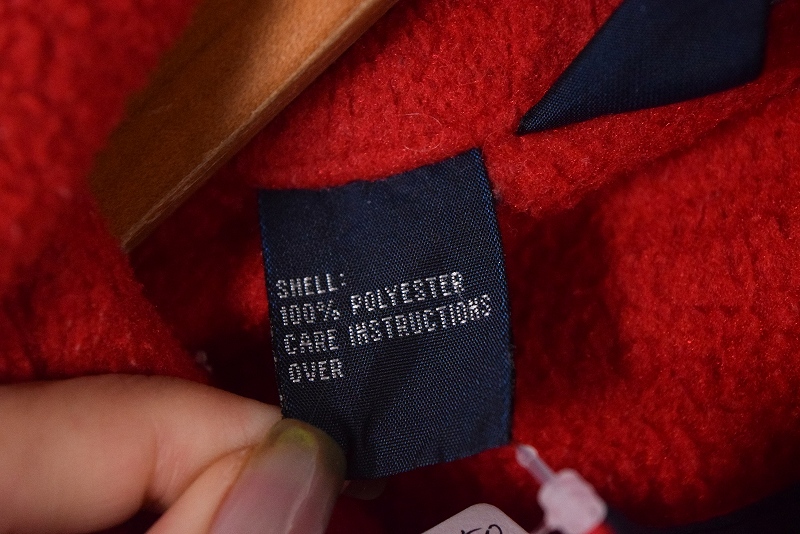 SHELL:
100% POLYESTER
CARE INSTRUCTIONS
OVER